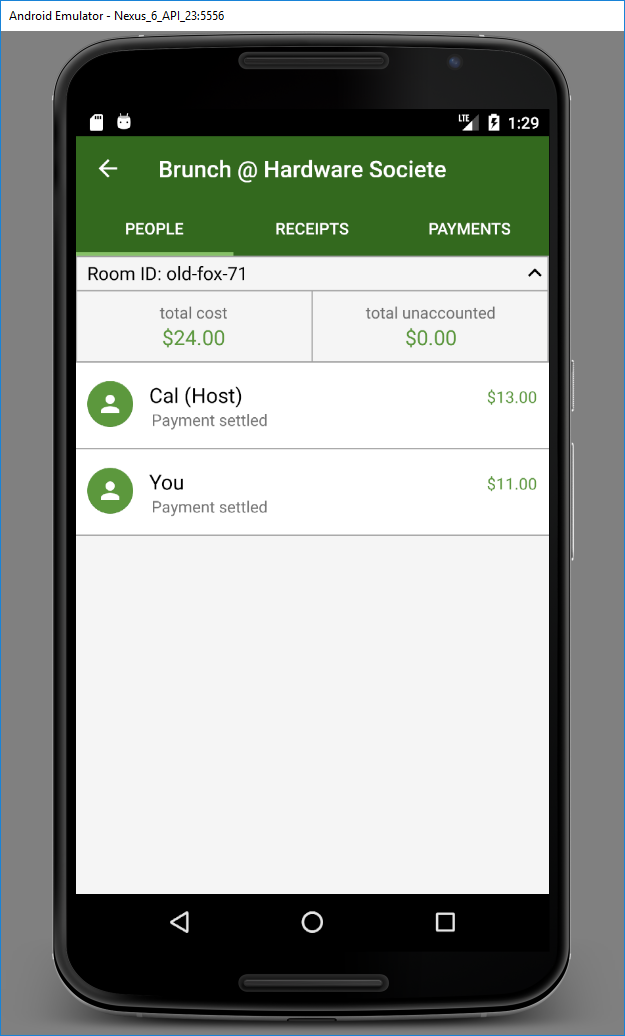 Android Emulator - Nexus_6_API_23:5556
LTE 1:29
Brunch @ Hardware Societe
PEOPLE RECEIPTS PAYMENTS
Room ID: old-fox-71
total cost total unaccounted
$24.00 $0.00
Cal (Host) $13.00
Payment settled
You $11.00
Payment settled